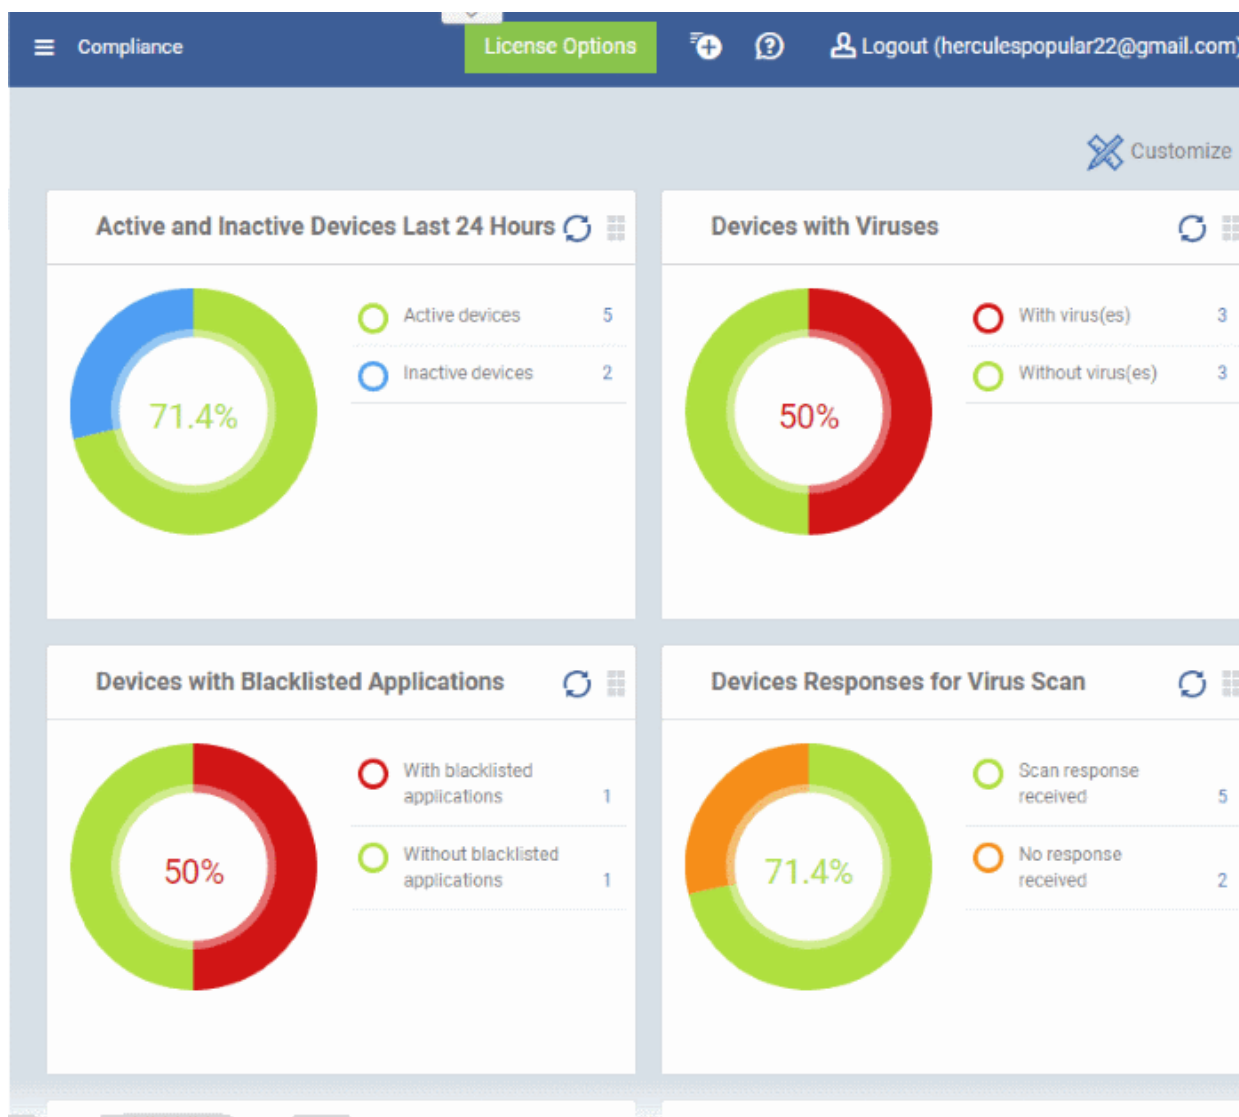 Compliance
License Options
Logout (herculespopular22@gmail.com)
Customize
Active and Inactive Devices Last 24 Hours
71.4%
Active devices 5
Inactive devices 2
Devices with Viruses
50%
With virus(es) 3
Without virus(es) 3
Devices with Blacklisted Applications
50%
With blacklisted
applications 1
Without blacklisted
applications 1
Devices Responses for Virus Scan
71.4%
Scan response
received 5
No response
received 2